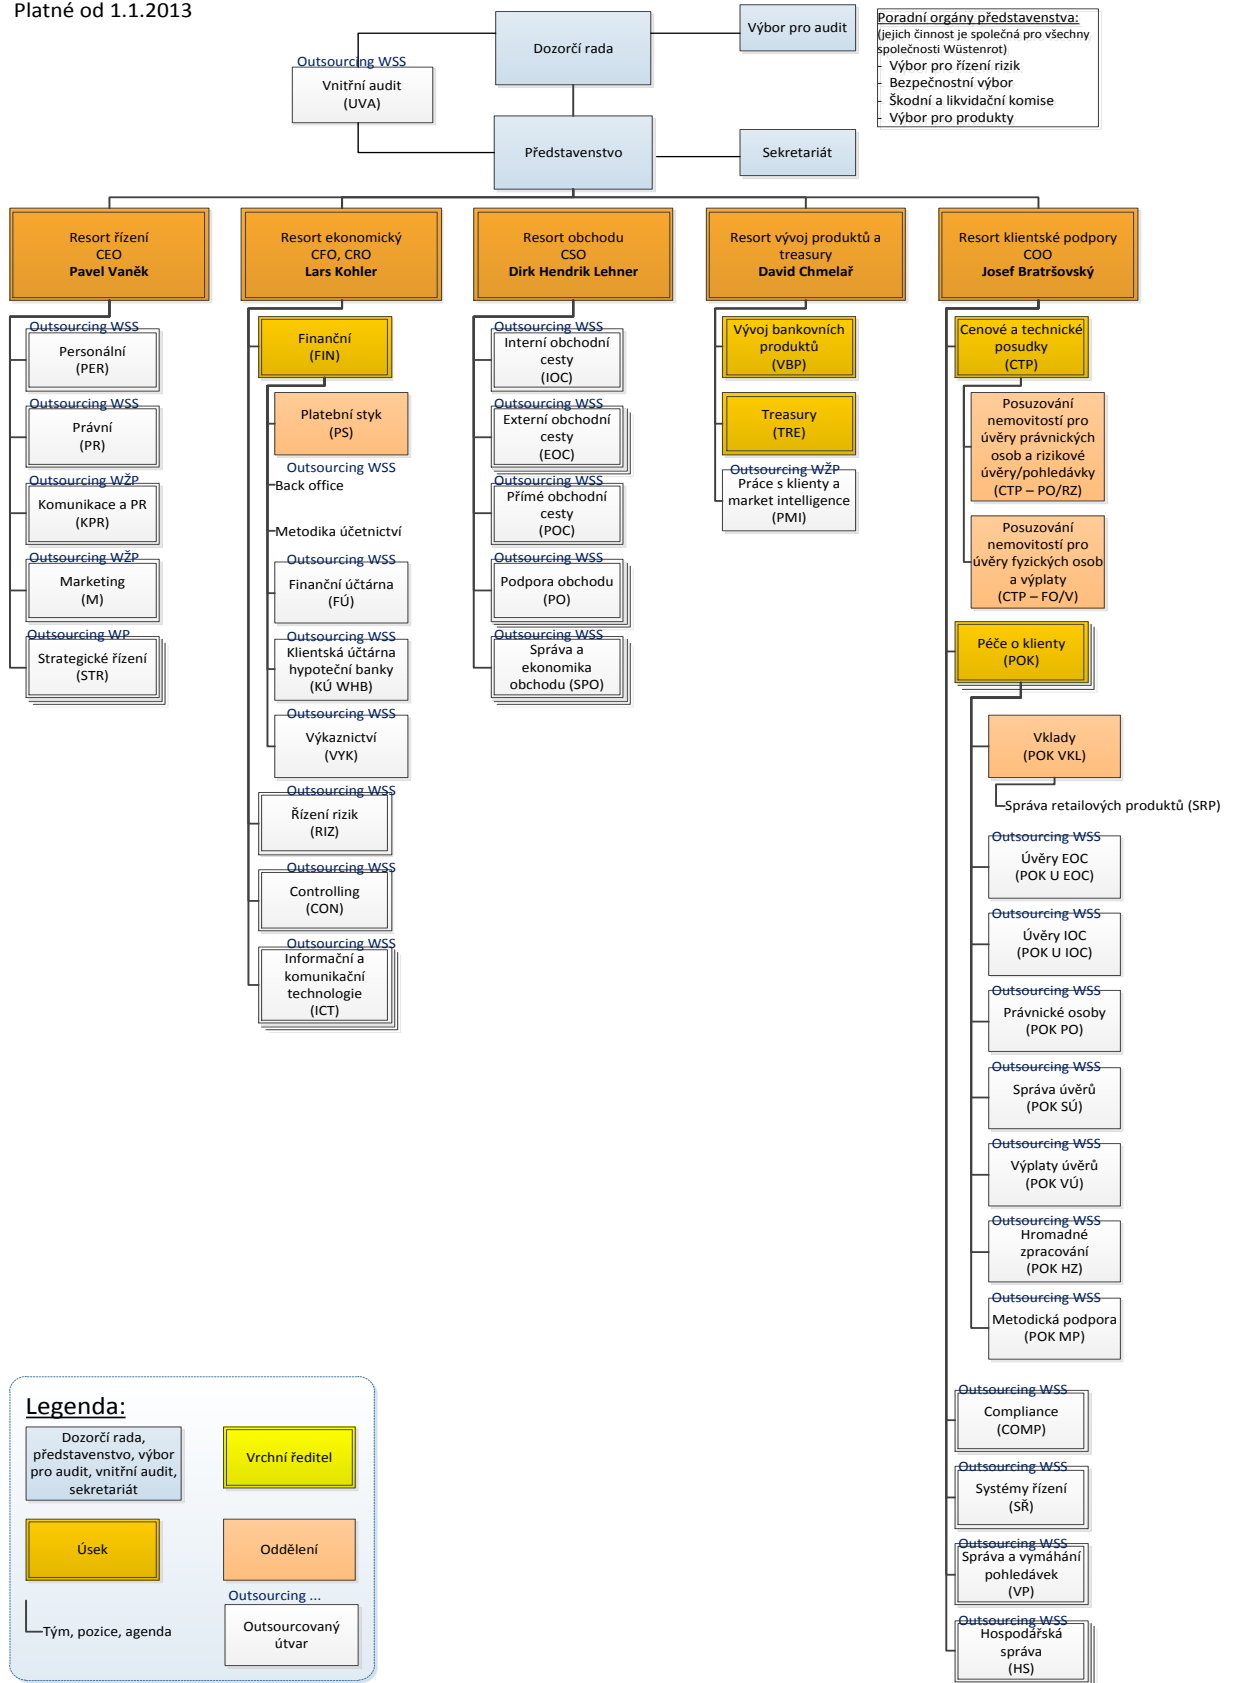 Platné od 1.1.2013
Dozorčí rada
Výbor pro audit
Poradní orgány představenstva:
(jejich činnost je společná pro všechny
společnosti Wüstenrot)
- Výbor pro řízení rizik
- Bezpečnostní výbor
- Škodní a likvidační komise
- Výbor pro produkty
Outsourcing WSS
Vnitřní audit
(UVA)
Představenstvo
Sekretariát
Resort řízení
CEO
Pavel Vaněk
Resort ekonomický
CFO, CRO
Lars Kohler
Resort obchodu
CSO
Dirk Hendrik Lehner
Resort vývoj produktů a
treasury
David Chmelař
Resort klientské podpory
COO
Josef Bratršovský
Outsourcing WSS
Personální
(PER)
Outsourcing WSS
Právní
(PR)
Outsourcing WŽP
Komunikace a PR
(KPR)
Outsourcing WŽP
Marketing
(M)
Outsourcing WP
Strategické řízení
(STR)
Finanční
(FIN)
Platební styk
(PS)
Outsourcing WSS
Back office
Metodika účetnictví
Outsourcing WSS
Finanční účtárna
(FÚ)
Outsourcing WSS
Klientská účtárna
hypoteční banky
(KÚ WHB)
Outsourcing WSS
Výkaznictví
(VYK)
Outsourcing WSS
Řízení rizik
(RIZ)
Outsourcing WSS
Controlling
(CON)
Outsourcing WSS
Informační a
komunikační
technologie
(ICT)
Outsourcing WSS
Interní obchodní
cesty
(IOC)
Outsourcing WSS
Externí obchodní
cesty
(EOC)
Outsourcing WSS
Přímé obchodní
cesty
(POC)
Outsourcing WSS
Podpora obchodu
(PO)
Outsourcing WSS
Správa a
ekonomika
obchodu (SPO)
Vývoj bankovních
produktů
(VBP)
Treasury
(TRE)
Outsourcing WŽP
Práce s klienty a
market intelligence
(PMI)
Cenové a technické
posudky
(CTP)
Posuzování
nemovitostí pro
úvěry právnických
osob a rizikové
úvěry/pohledávky
(CTP – PO/RZ)
Posuzování
nemovitostí pro
úvěry fyzických osob
a výplaty
(CTP – FO/V)
Péče o klienty
(POK)
Vklady
(POK VKL)
Správa retailových produktů (SRP)
Outsourcing WSS
Úvěry EOC
(POK U EOC)
Outsourcing WSS
Úvěry IOC
(POK U IOC)
Outsourcing WSS
Právnické osoby
(POK PO)
Outsourcing WSS
Správa úvěrů
(POK SÚ)
Outsourcing WSS
Výplaty úvěrů
(POK VÚ)
Outsourcing WSS
Hromadné
zpracování
(POK HZ)
Outsourcing WSS
Metodická podpora
(POK MP)
Outsourcing WSS
Compliance
(COMP)
Outsourcing WSS
Systémy řízení
(SŘ)
Outsourcing WSS
Správa a vymáhání
pohledávek
(VP)
Outsourcing WSS
Hospodářská
správa
(HS)
Legenda:
Dozorčí rada,
představenstvo, výbor
pro audit, vnitřní audit,
sekretariát
Vrchní ředitel
Úsek
Oddělení
Tým, pozice, agenda
Outsourcing ...
Outsourcovaný
útvar